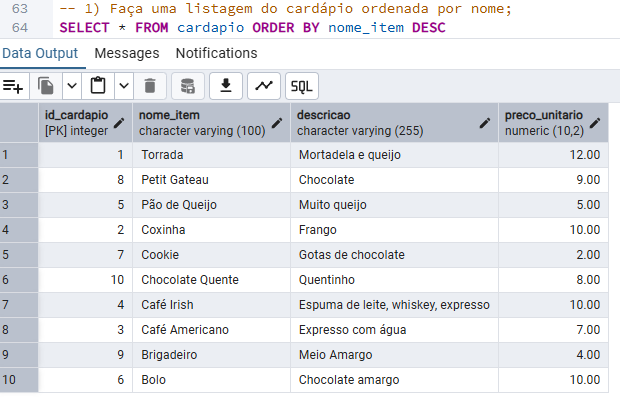 63 -- 1) Faça uma listagem do cardápio ordenada por nome;
64 SELECT * FROM cardapio ORDER BY nome_item DESC
Data Output Messages Notifications
SQL
id_cardapio nome_item descricao preco_unitario
[PK] integer character varying (100) character varying (255) numeric (10,2)
1 1 Torrada Mortadela e queijo 12.00
2 8 Petit Gateau Chocolate 9.00
3 5 Pão de Queijo Muito queijo 5.00
4 2 Coxinha Frango 10.00
5 7 Cookie Gotas de chocolate 2.00
6 10 Chocolate Quente Quentinho 8.00
7 4 Café Irish Espuma de leite, whiskey, expresso 10.00
8 3 Café Americano Expresso com água 7.00
9 9 Brigadeiro Meio Amargo 4.00
10 6 Bolo Chocolate amargo 10.00